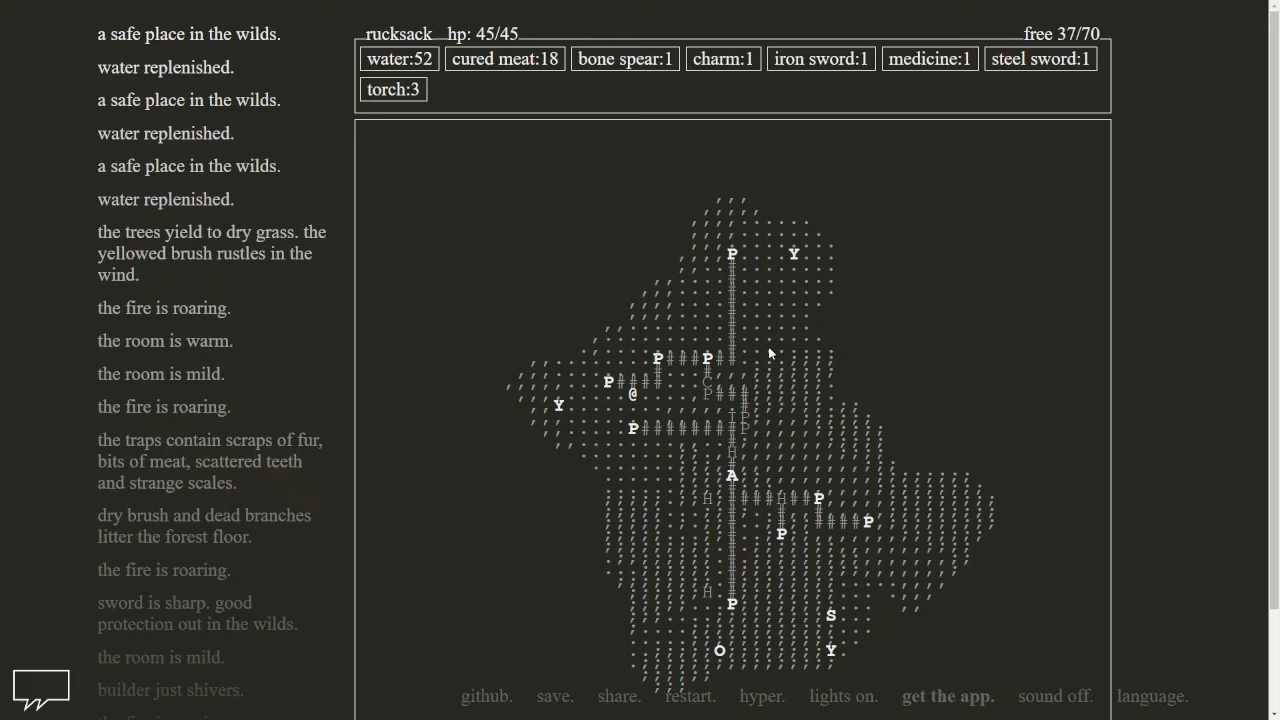 a safe place in the wilds.
water replenished.
a safe place in the wilds.
water replenished.
a safe place in the wilds.
water replenished.
the trees yield to dry grass. the
yellowed brush rustles in the
wind.
the fire is roaring.
the room is warm.
the room is mild.
the fire is roaring.
the traps contain scraps of fur,
bits of meat, scattered teeth
and strange scales.
dry brush and dead branches
litter the forest floor.
the fire is roaring.
sword is sharp. good
protection out in the wilds.
the room is mild.
builder just shivers.
rucksack hp: 45/45 free 37/70
water:52 cured meat:18 bone spear:1 charm:1 iron sword:1 medicine:1 steel sword:1
torch:3
P Y
P P
P C
@ P
Y
I P
P P
H
A
H H P
P
P
H
P
S
O Y
github. save. share. restart. hyper. lights on. get the app. sound off. language.